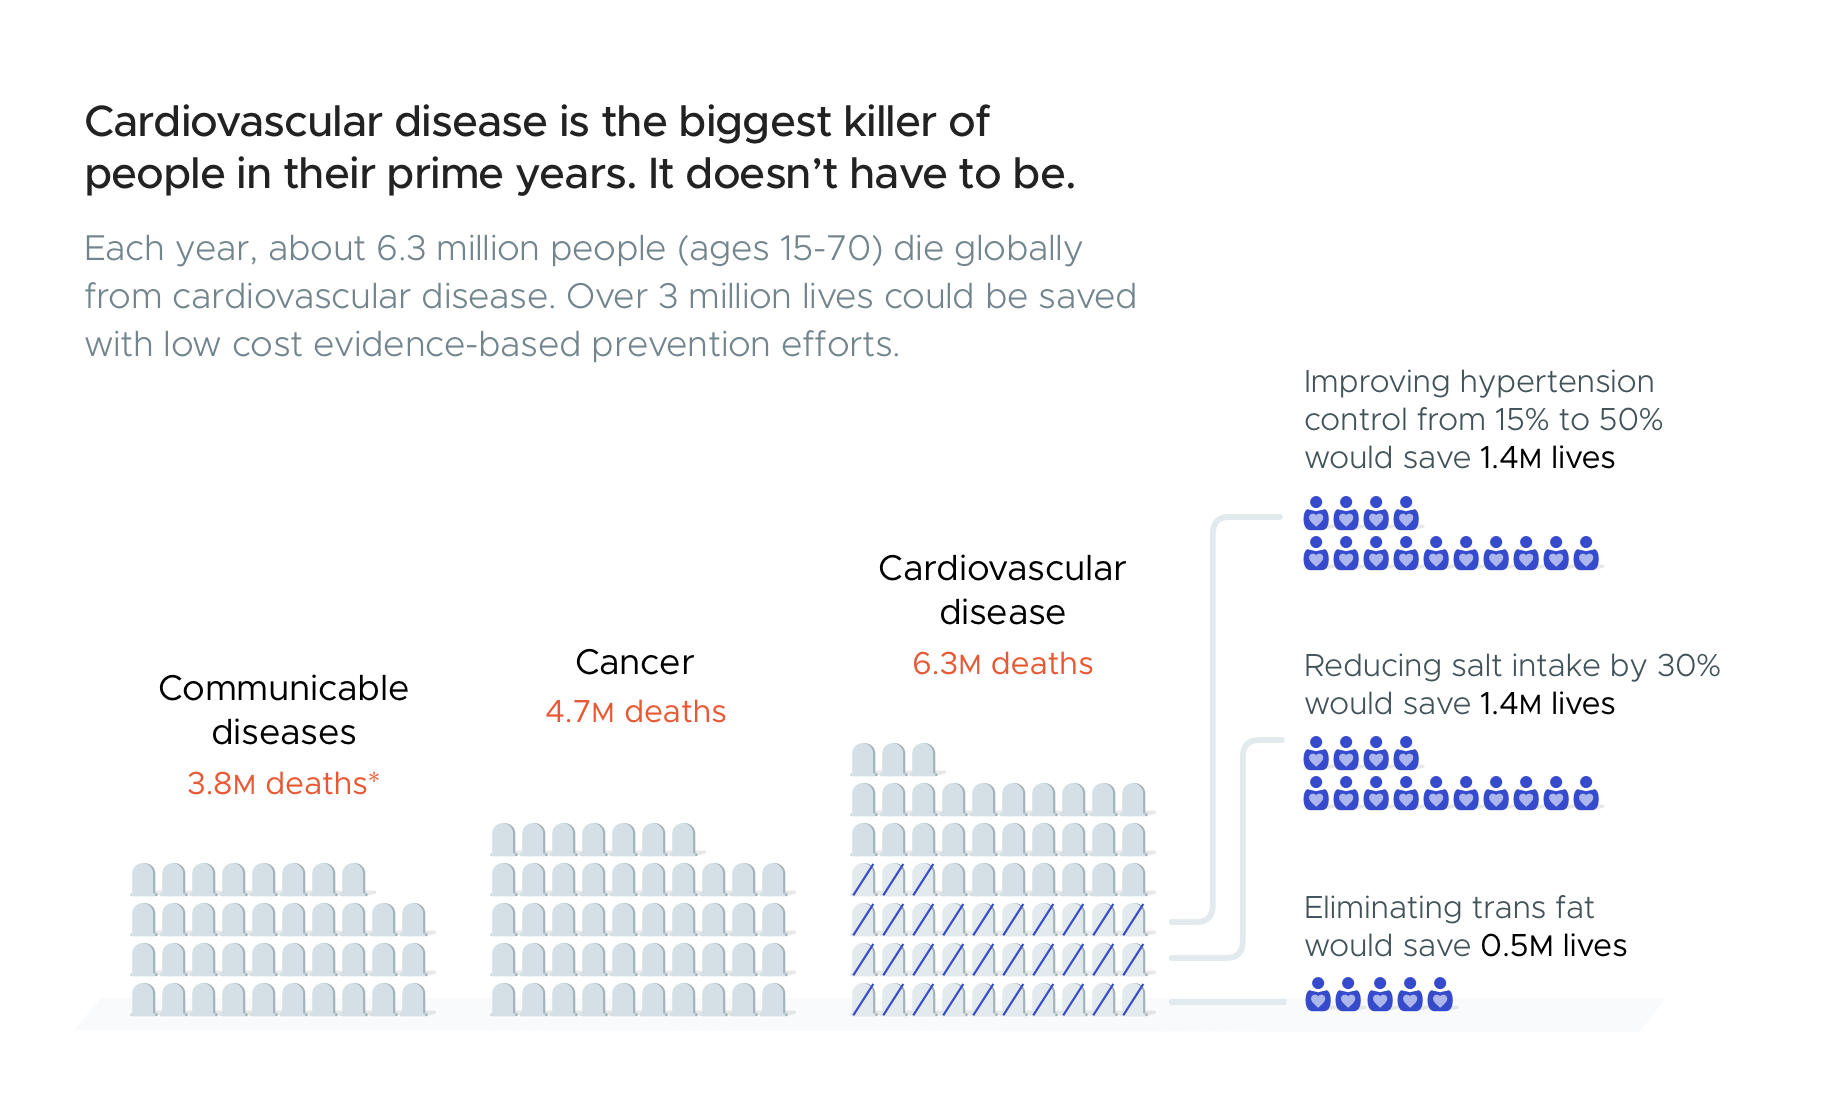 Cardiovascular disease is the biggest killer of
people in their prime years. It doesn’t have to be.
Each year, about 6.3 million people (ages 15-70) die globally
from cardiovascular disease. Over 3 million lives could be saved
with low cost evidence-based prevention efforts.
Communicable
diseases
3.8M deaths*
Cancer
4.7M deaths
Cardiovascular
disease
6.3M deaths
Improving hypertension
control from 15% to 50%
would save 1.4M lives
Reducing salt intake by 30%
would save 1.4M lives
Eliminating trans fat
would save 0.5M lives